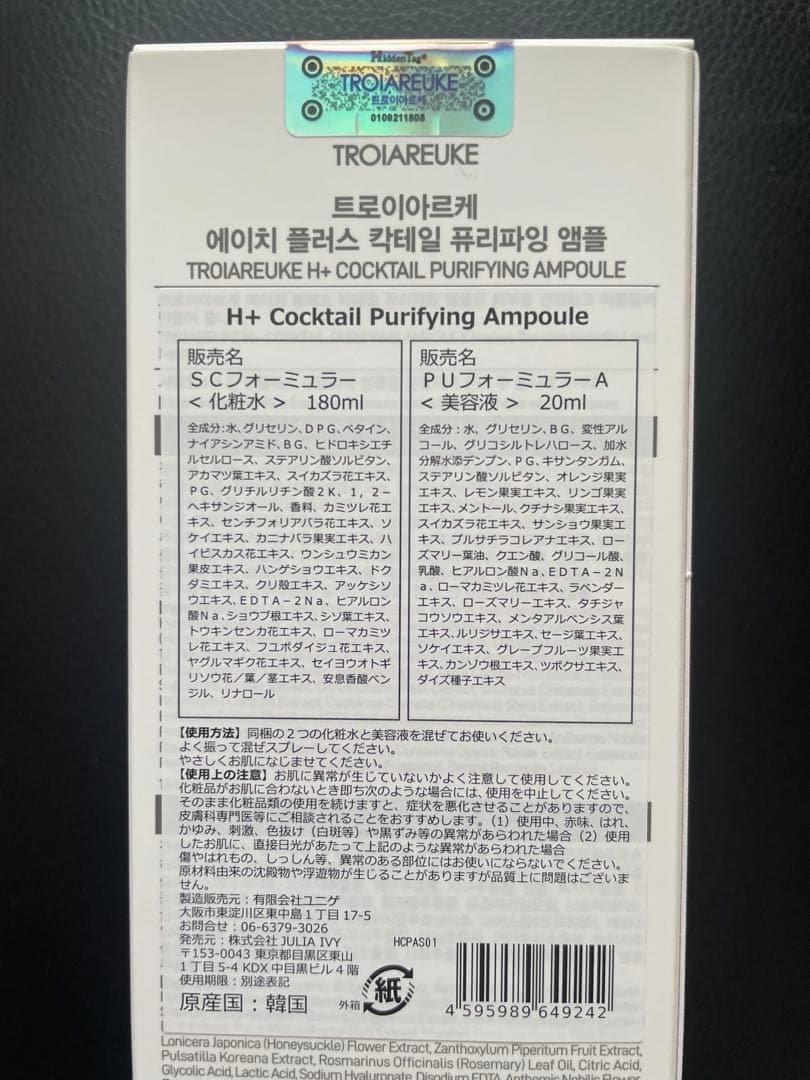 HiddenTag®
TROIAREUKE
트로이아르케
0109211808
TROIAREUKE
트로이아르케
에이치 플러스 칵테일 퓨리파잉 앰플
TROIAREUKE H+ COCKTAIL PURIFYING AMPOULE
H+ Cocktail Purifying Ampoule
販売名
ＳＣフォーミュラー
< 化粧水 >　180ml
全成分:水、グリセリン、DPG、ベタイン、
ナイアシンアミド、BG、ヒドロキシエチ
ルセルロース、ステアリン酸ソルビタン、
アカマツ葉エキス、スイカズラ花エキス、
PG、グリチルリチン酸２K、１，２－
ヘキサンジオール、香料、カミツレ花エ
キス、センチフォリアバラ花エキス、ソ
ケイエキス、カニナバラ果実エキス、ハ
イビスカス花エキス、ウンシュウミカン
果皮エキス、ハンゲショウエキス、ドク
ダミエキス、クリ殻エキス、アッケシソ
ウエキス、EDTA－２Na、ヒアルロン
酸Na、ショウブ根エキス、シソ葉エキス、
トウキンセンカ花エキス、ローマカミツ
レ花エキス、フユボダイジュ花エキス、
ヤグルマギク花エキス、セイヨウオトギ
リソウ花／葉／茎エキス、安息香酸ベン
ジル、リナロール
販売名
ＰＵフォーミュラーＡ
< 美容液 >　20ml
全成分：水、グリセリン、BG、変性アル
コール、グリコシルトレハロース、加水
分解水添デンプン、PG、キサンタンガム、
ステアリン酸ソルビタン、オレンジ果実
エキス、レモン果実エキス、リンゴ果実
エキス、メントール、クチナシ果実エキス、
スイカズラ花エキス、サンショウ果実エ
キス、プルサチラコレアナエキス、ロー
ズマリー葉油、クエン酸、グリコール酸、
乳酸、ヒアルロン酸Na、EDTA－２N
a、ローマカミツレ花エキス、ラベンダー
エキス、ローズマリーエキス、タチジャ
コウソウエキス、メンタアルベンシス葉
エキス、ルリジサエキス、セージ葉エキス、
ソケイエキス、グレープフルーツ果実エ
キス、カンゾウ根エキス、ツボクサエキス、
ダイズ種子エキス
【使用方法】同梱の２つの化粧水と美容液を混ぜてお使いください。
よく振って混ぜスプレーしてください。
やさしくお肌になじませてください。
【使用上の注意】お肌に異常が生じていないかよく注意して使用してください。
化粧品がお肌に合わないとき即ち次のような場合には、使用を中止してください。
そのまま化粧品類の使用を続けますと、症状を悪化させることがありますので、
皮膚科専門医等にご相談されることをおすすめします。（1）使用中、赤味、はれ、
かゆみ、刺激、色抜け（白斑等）や黒ずみ等の異常があらわれた場合（2）使用
したお肌に、直接日光があたって上記のような異常があらわれた場合
傷やはれもの、しっしん等、異常のある部位にはお使いにならないでください。
原材料由来の沈殿物や浮遊物が生じることがありますが品質上に問題はございま
せん。
製造販売元：有限会社ユニゲ
大阪市東淀川区東中島１丁目17-5
お問合せ：06-6379-3026
発売元：株式会社 JULIA IVY
〒153-0043 東京都目黒区東山
１丁目5-4 KDX 中目黒ビル４階
使用期限：別途表記
原産国：韓国
HCPAS01
外箱 紙
4 595989 649242
Lonicera Japonica (Honeysuckle) Flower Extract, Zanthoxylum Piperitum Fruit Extract,
Pulsatilla Koreana Extract, Rosmarinus Officinalis (Rosemary) Leaf Oil, Citric Acid,
Glycolic Acid, Lactic Acid, Sodium Hyaluronate, Disodium EDTA, Anthemis Nobilis Flower